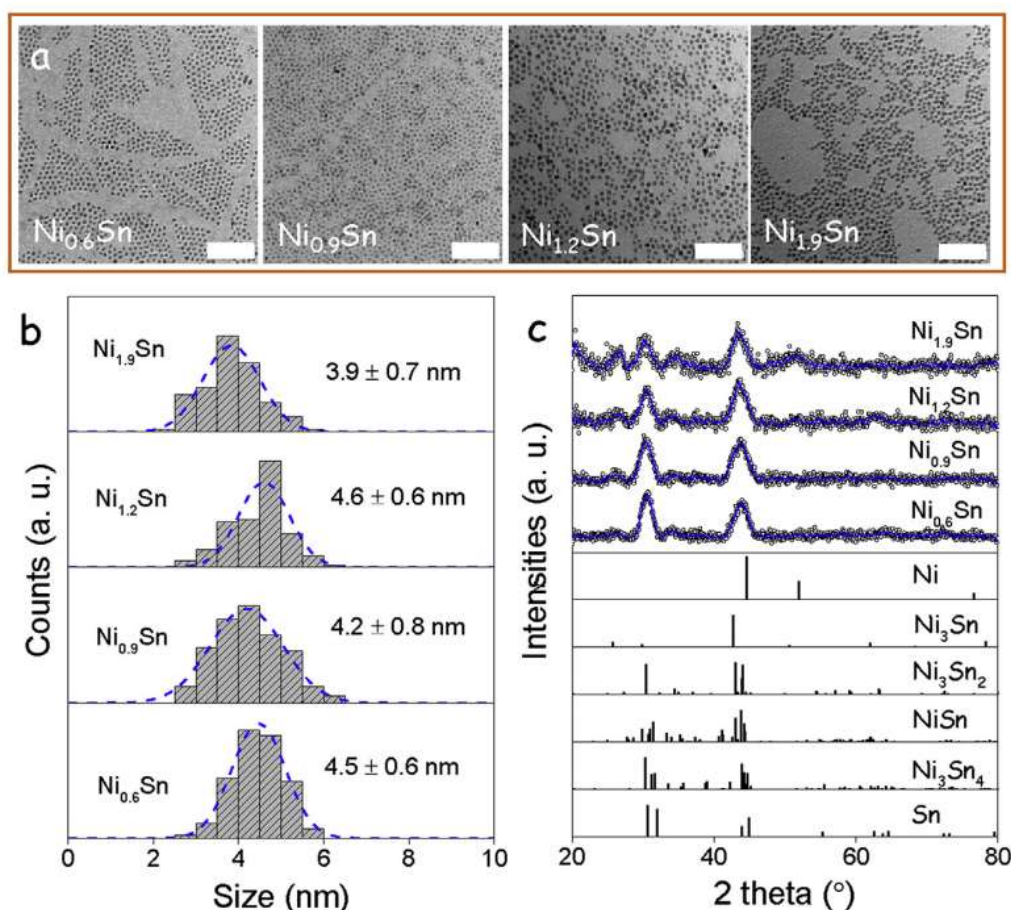 a
Ni₀.₆Sn
Ni₀.₉Sn
Ni₁.₂Sn
Ni₁.₉Sn
b
Ni₁.₉Sn
3.9 ± 0.7 nm
Ni₁.₂Sn
4.6 ± 0.6 nm
Ni₀.₉Sn
4.2 ± 0.8 nm
Ni₀.₆Sn
4.5 ± 0.6 nm
Counts (a. u.)
0 2 4 6 8 10
Size (nm)
c
Ni₁.₉Sn
Ni₁.₂Sn
Ni₀.₉Sn
Ni₀.₆Sn
Ni
Ni₃Sn
Ni₃Sn₂
NiSn
Ni₃Sn₄
Sn
Intensities (a. u.)
20 40 60 80
2 theta (°)